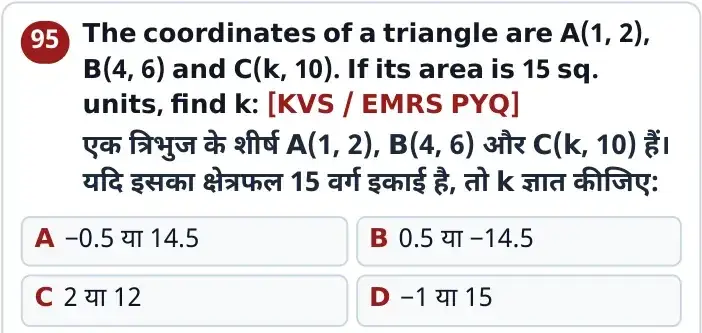 95 The coordinates of a triangle are A(1, 2),
B(4, 6) and C(k, 10). If its area is 15 sq.
units, find k: [KVS / EMRS PYQ]
एक त्रिभुज के शीर्ष A(1, 2), B(4, 6) और C(k, 10) हैं।
यदि इसका क्षेत्रफल 15 वर्ग इकाई है, तो k ज्ञात कीजिए:
A −0.5 या 14.5
B 0.5 या −14.5
C 2 या 12
D −1 या 15